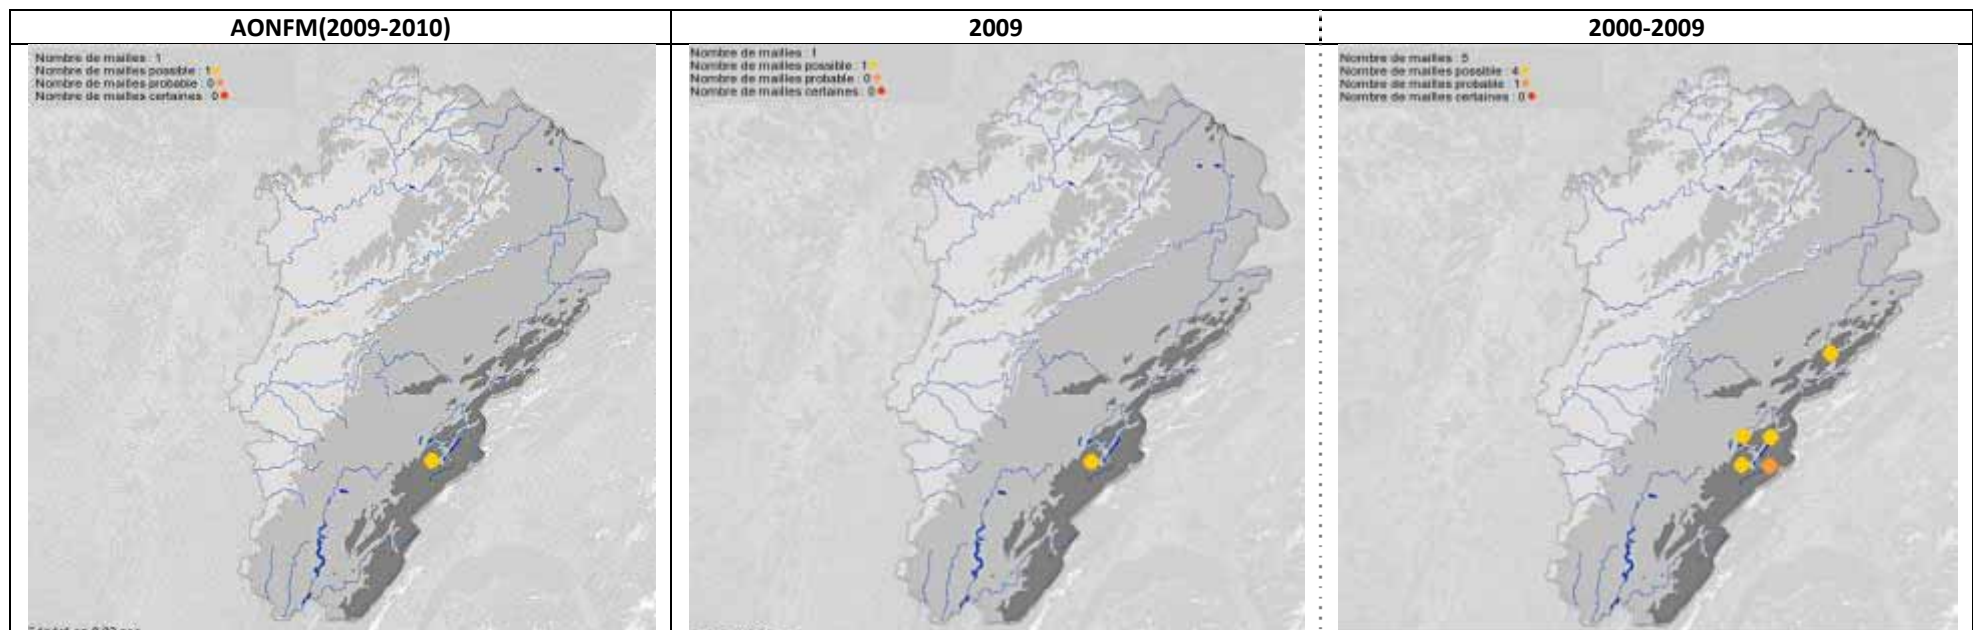 AONFM(2009-2010)
2009
2000-2009
Nombre de mailles : 1
Nombre de mailles possible : 1
Nombre de mailles probable : 0
Nombre de mailles certaines : 0
Nombre de mailles : 1
Nombre de mailles possible : 1
Nombre de mailles probable : 0
Nombre de mailles certaines : 0
Nombre de mailles : 5
Nombre de mailles possible : 4
Nombre de mailles probable : 1
Nombre de mailles certaines : 0